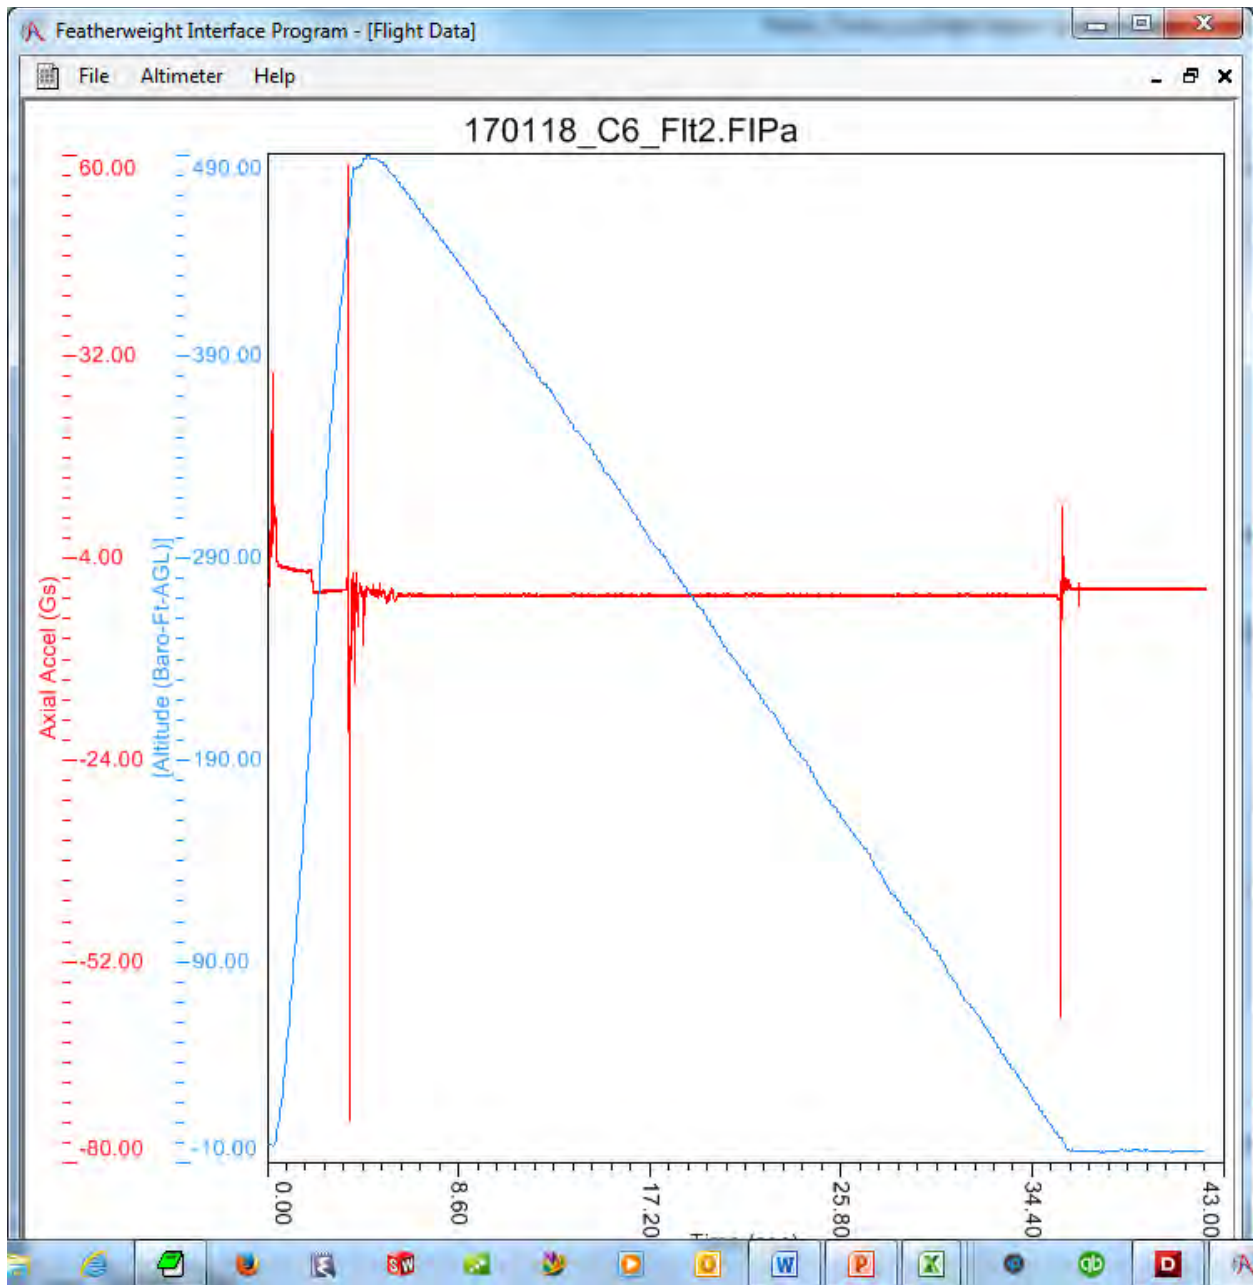 Featherweight Interface Program - [Flight Data]
File Altimeter Help
170118_C6_Flt2.FIPa
60.00
490.00
32.00
390.00
4.00
290.00
Axial Accel (Gs)
[Altitude (Baro-Ft-AGL)]
-24.00
190.00
-52.00
90.00
-80.00
-10.00
0.00
8.60
17.20
25.80
34.40
43.00
SW
W
P
X
qb
D